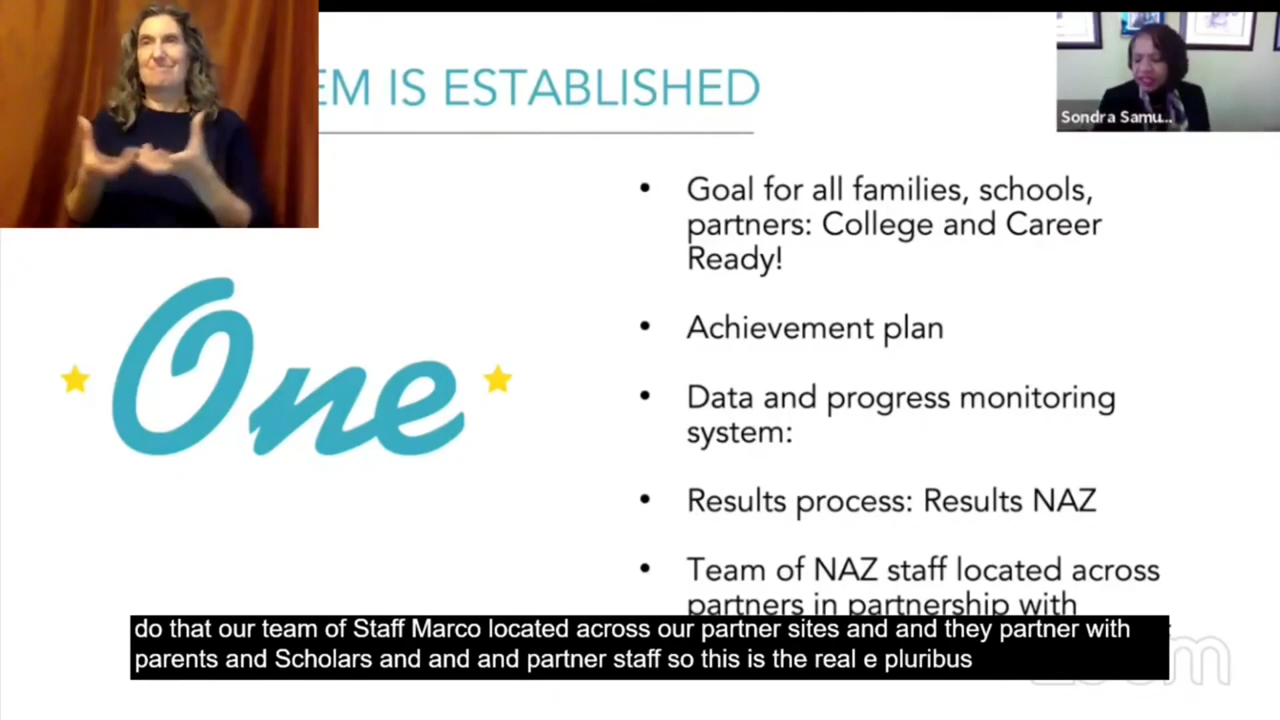 EM IS ESTABLISHED
Sondra Samu...
One
• Goal for all families, schools,
partners: College and Career
Ready!
• Achievement plan
• Data and progress monitoring
system:
• Results process: Results NAZ
• Team of NAZ staff located across
partners in partnership with
do that our team of Staff Marco located across our partner sites and and they partner with
parents and Scholars and and and partner staff so this is the real e pluribus